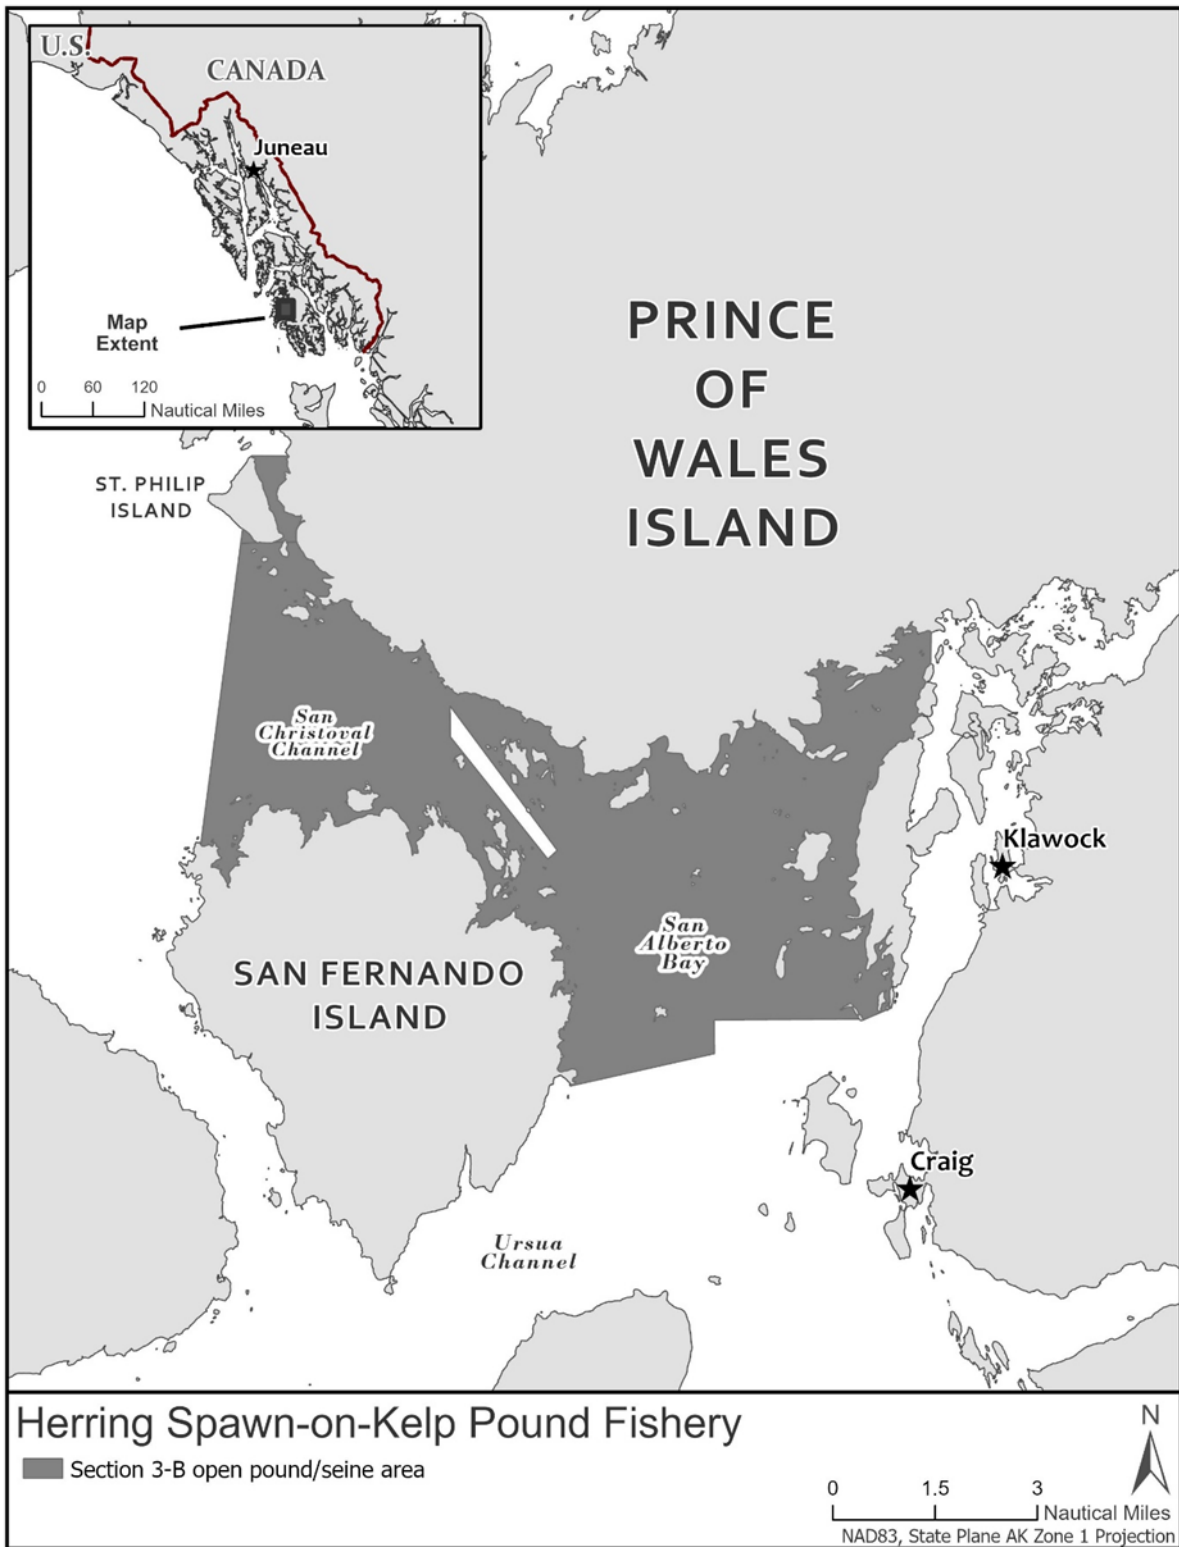 U.S.
CANADA
Juneau
Map
Extent
0 60 120
Nautical Miles
PRINCE
OF
WALES
ISLAND
ST. PHILIP
ISLAND
San
Christoval
Channel
Klawock
San
Alberto
Bay
SAN FERNANDO
ISLAND
Craig
Ursua
Channel
Herring Spawn-on-Kelp Pound Fishery
Section 3-B open pound/seine area
N
0 1.5 3
Nautical Miles
NAD83, State Plane AK Zone 1 Projection